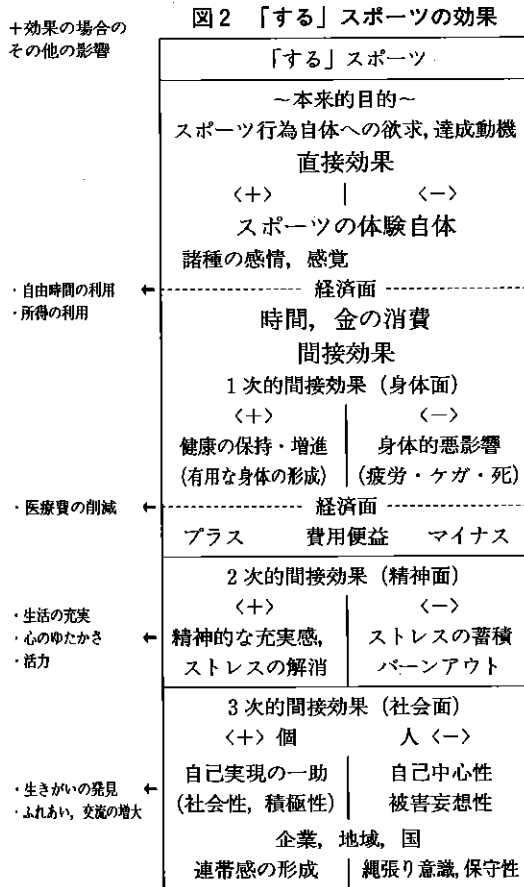 図2 「する」スポーツの効果
+効果の場合の
その他の影響
「する」スポーツ
～本来的目的～
スポーツ行為自体への欲求, 達成動機
直接効果
〈+〉 | 〈-〉
スポーツの体験自体
諸種の感情, 感覚
・自由時間の利用 ← 経済面
・所得の利用
時間, 金の消費
間接効果
1次的間接効果 (身体面)
〈+〉 〈-〉
健康の保持・増進 身体的悪影響
(有用な身体の形成) (疲労・ケガ・死)
・医療費の削減 ← 経済面
プラス 費用便益 マイナス
2次的間接効果 (精神面)
・生活の充実 〈+〉 〈-〉
・心のゆたかさ ← 精神的な充実感, ストレスの蓄積
・活力 ストレスの解消 バーンアウト
3次的間接効果 (社会面)
〈+〉 個 人 〈-〉
・生きがいの発見 ← 自己実現の一助 自己中心性
・ふれあい, 交流の増大 (社会性, 積極性) 被害妄想性
企業, 地域, 国
連帯感の形成 縄張り意識, 保守性